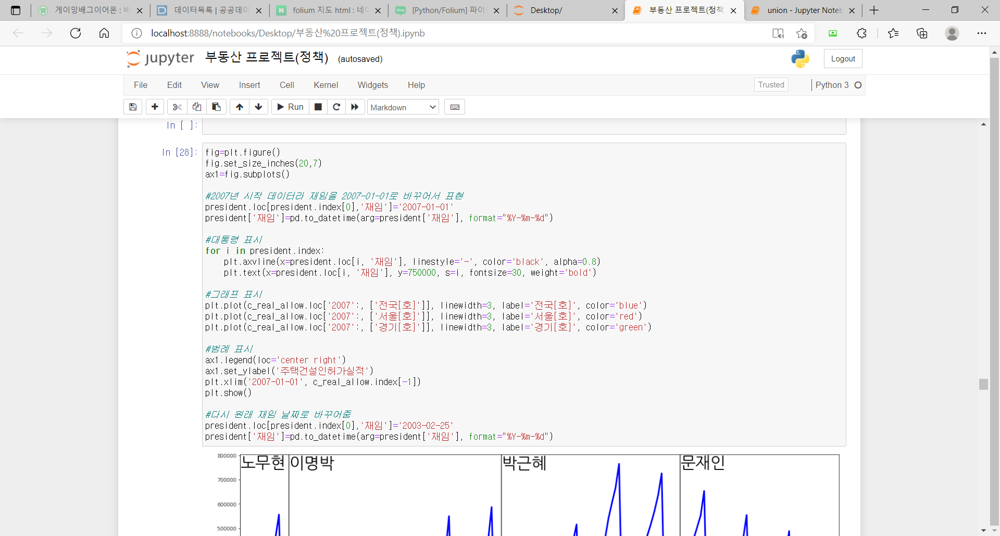 게이밍배그이어폰 : 비
데이터목록 | 공공데이
folium 지도 html : 네이
[Python/Folium] 파이
Desktop/
부동산 프로젝트(정책
union - Jupyter Noteb
localhost:8888/notebooks/Desktop/부동산%20프로젝트(정책).ipynb
jupyter 부동산 프로젝트(정책) (autosaved)
Logout
File Edit View Insert Cell Kernel Widgets Help
Trusted
Python 3
Run
Markdown
In [ ]:
In [28]:
fig=plt.figure()
fig.set_size_inches(20,7)
ax1=fig.subplots()
#2007년 시작 데이터라 재임을 2007-01-01로 바꾸어서 표현
president.loc[president.index[0],'재임']='2007-01-01'
president['재임']=pd.to_datetime(arg=president['재임'], format="%Y-%m-%d")
#대통령 표시
for i in president.index:
    plt.axvline(x=president.loc[i, '재임'], linestyle='-', color='black', alpha=0.8)
    plt.text(x=president.loc[i, '재임'], y=750000, s=i, fontsize=30, weight='bold')
#그래프 표시
plt.plot(c_real_allow.loc['2007':, ['전국[호]']], linewidth=3, label='전국[호]', color='blue')
plt.plot(c_real_allow.loc['2007':, ['서울[호]']], linewidth=3, label='서울[호]', color='red')
plt.plot(c_real_allow.loc['2007':, ['경기[호]']], linewidth=3, label='경기[호]', color='green')
#범례 표시
ax1.legend(loc='center right')
ax1.set_ylabel('주택건설인허가실적')
plt.xlim('2007-01-01', c_real_allow.index[-1])
plt.show()
#다시 원래 재임 날짜로 바꾸어줌
president.loc[president.index[0],'재임']='2003-02-25'
president['재임']=pd.to_datetime(arg=president['재임'], format="%Y-%m-%d")
800000
노무현 이명박 박근혜 문재인
700000
600000
500000